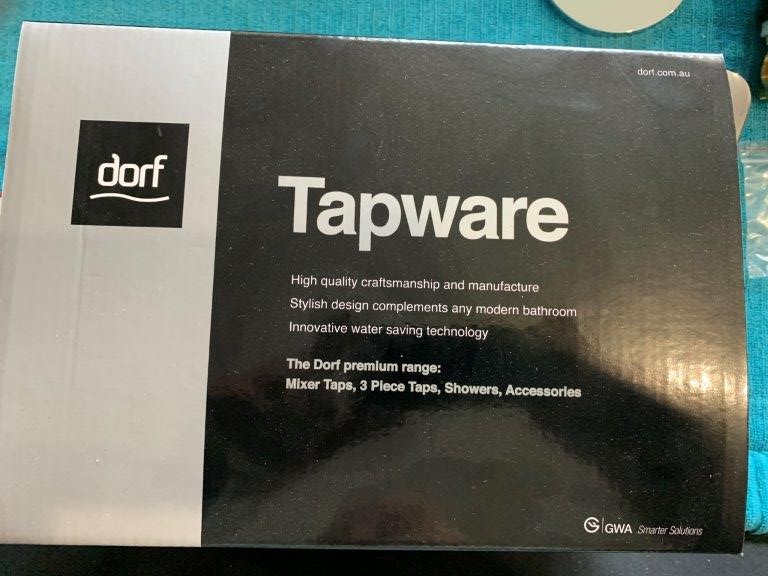 dorf.com.au
dorf
Tapware
High quality craftsmanship and manufacture
Stylish design complements any modern bathroom
Innovative water saving technology
The Dorf premium range:
Mixer Taps, 3 Piece Taps, Showers, Accessories
GWA Smarter Solutions